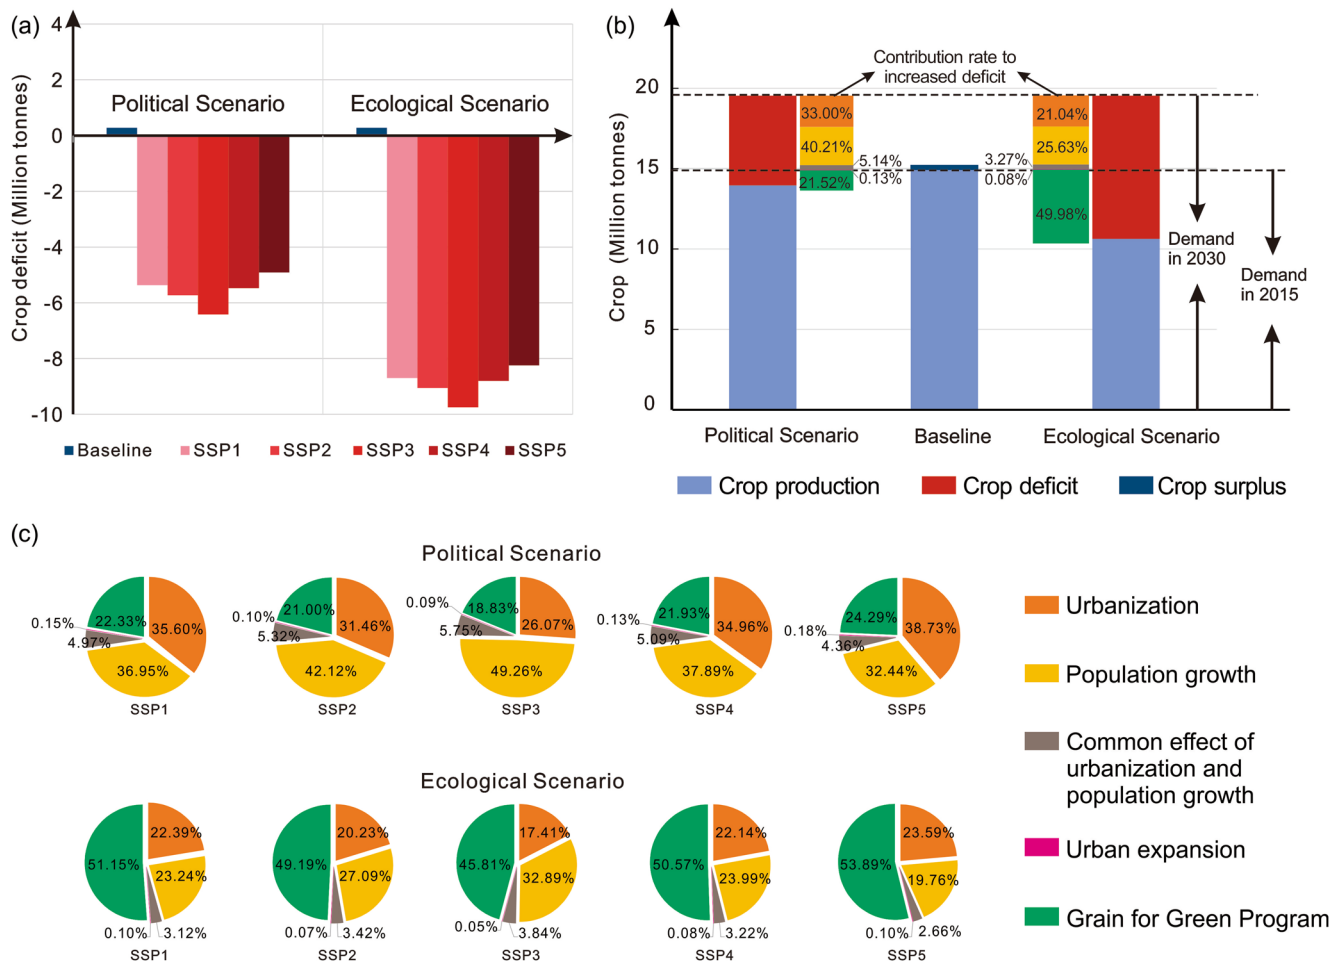 (a)
Crop deficit (Million tonnes)
4
2
0
-2
-4
-6
-8
-10
Political Scenario
Ecological Scenario
Baseline
SSP1
SSP2
SSP3
SSP4
SSP5
(b)
Crop (Million tonnes)
20
15
10
5
0
Contribution rate to
increased deficit
33.00%
40.21%
5.14%
0.13%
21.52%
21.04%
25.63%
3.27%
0.08%
49.98%
Demand
in 2030
Demand
in 2015
Political Scenario
Baseline
Ecological Scenario
Crop production
Crop deficit
Crop surplus
(c)
Political Scenario
0.15%
22.33%
35.60%
4.97%
36.95%
SSP1
0.10%
21.00%
31.46%
5.32%
42.12%
SSP2
0.09%
18.83%
26.07%
5.75%
49.26%
SSP3
0.13%
21.93%
34.96%
5.09%
37.89%
SSP4
0.18%
24.29%
38.73%
4.36%
32.44%
SSP5
Ecological Scenario
22.39%
51.15%
23.24%
0.10%
3.12%
SSP1
20.23%
49.19%
27.09%
0.07%
3.42%
SSP2
17.41%
45.81%
32.89%
0.05%
3.84%
SSP3
22.14%
50.57%
23.99%
0.08%
3.22%
SSP4
23.59%
53.89%
19.76%
0.10%
2.66%
SSP5
Urbanization
Population growth
Common effect of
urbanization and
population growth
Urban expansion
Grain for Green Program